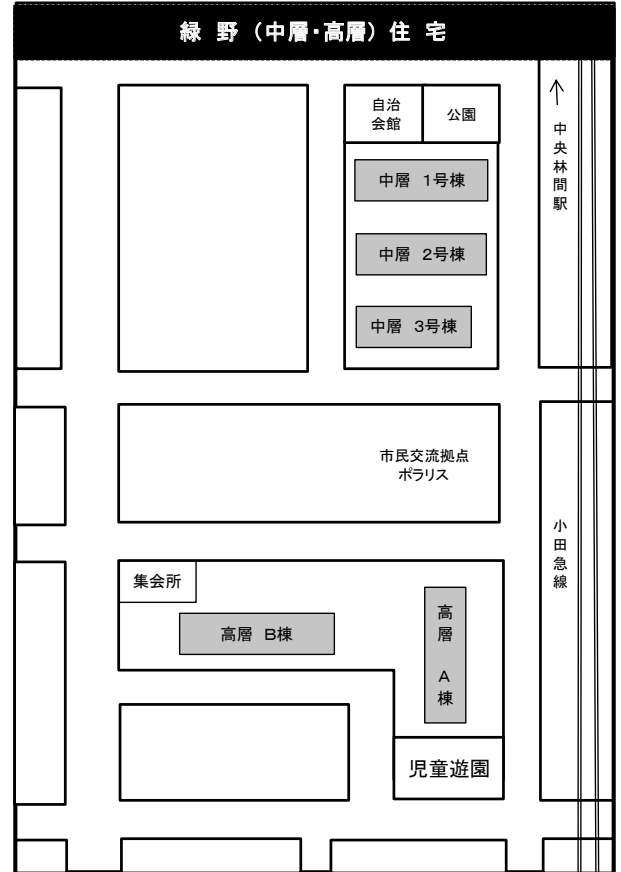 緑 野 (中層・高層) 住 宅
自治
会館
公園
↑
中央林間駅
中層 1号棟
中層 2号棟
中層 3号棟
市民交流拠点
ポラリス
小田急線
集会所
高層 B棟
高層 A棟
児童遊園